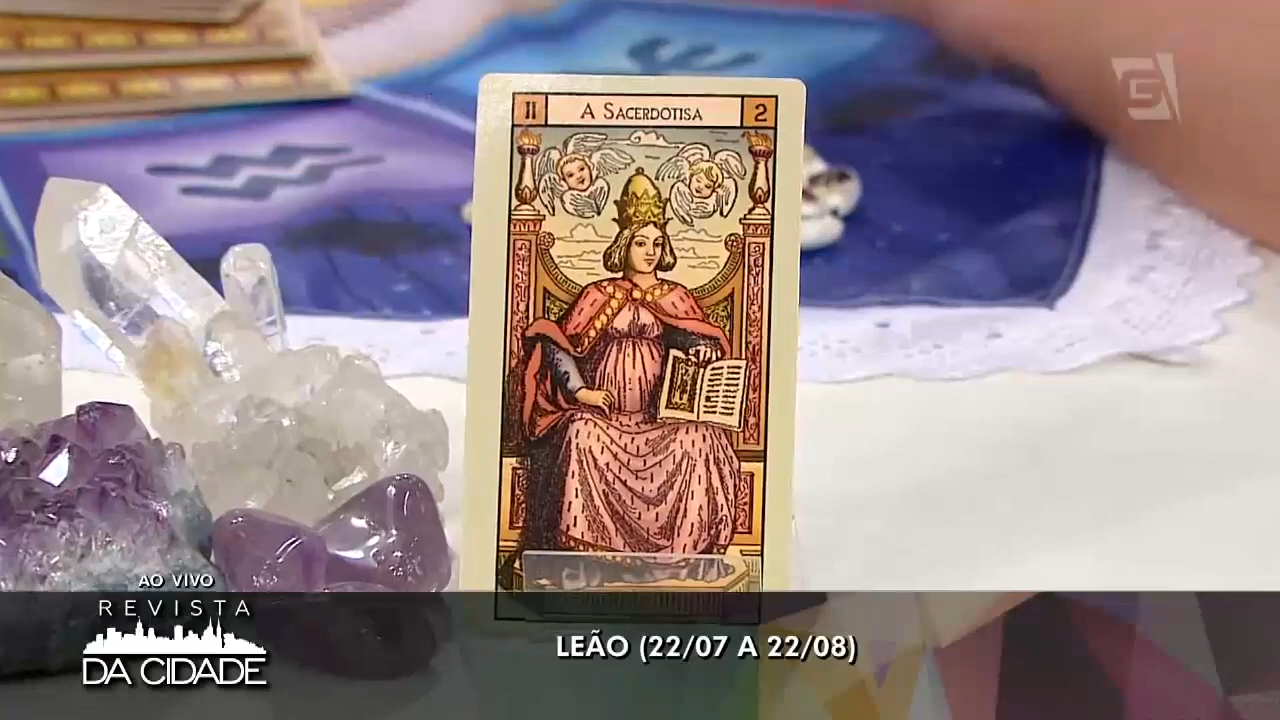 II A SACERDOTISA 2
AO VIVO
REVISTA
DA CIDADE
LEÃO (22/07 A 22/08)